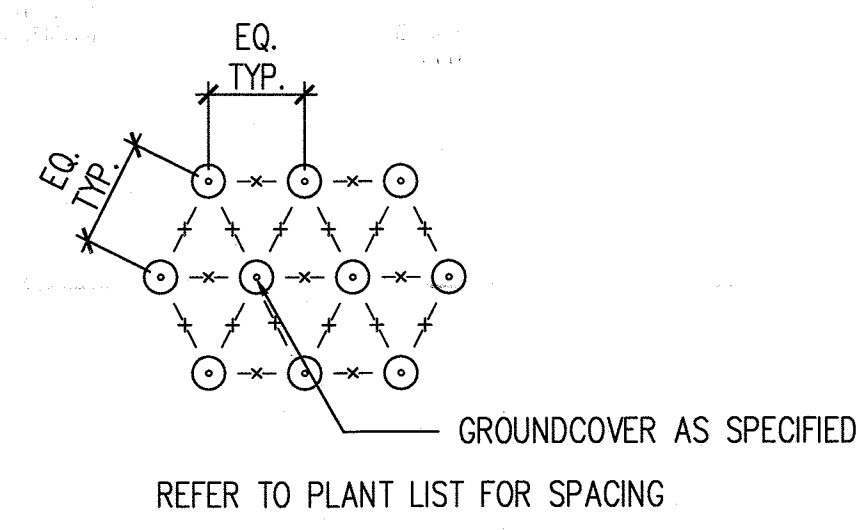 EQ.
TYP.
EQ.
TYP.
GROUNDCOVER AS SPECIFIED
REFER TO PLANT LIST FOR SPACING